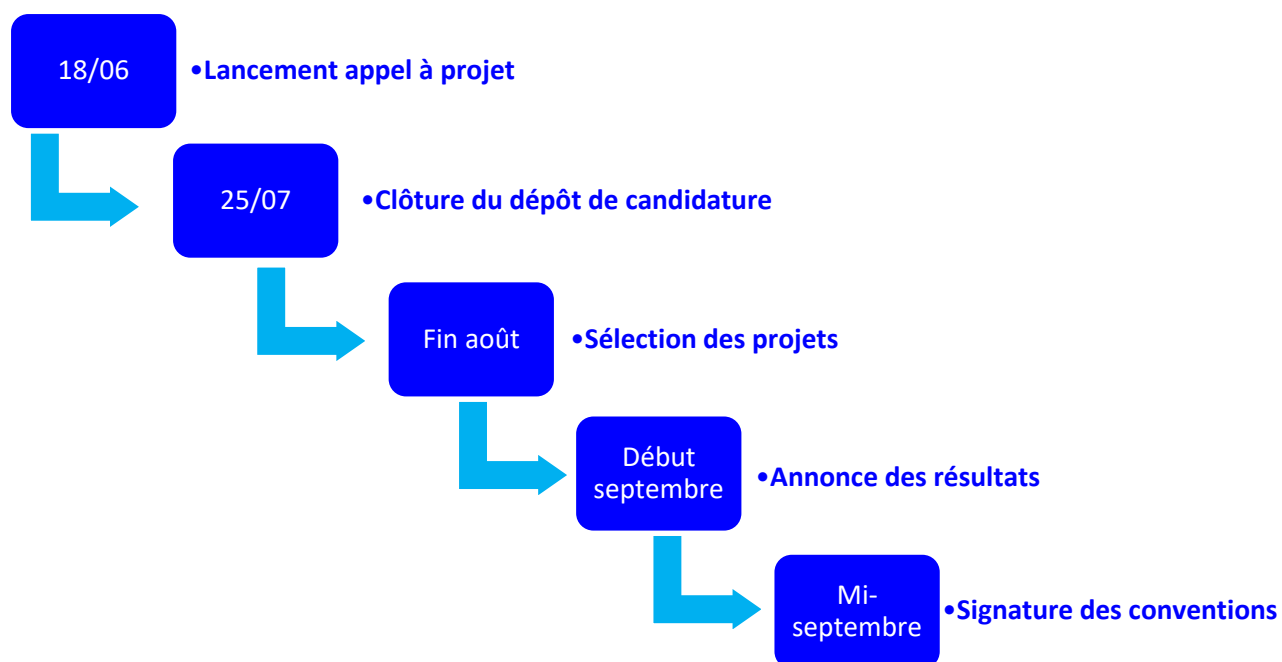 18/06
•Lancement appel à projet
25/07
•Clôture du dépôt de candidature
Fin août
•Sélection des projets
Début
septembre
•Annonce des résultats
Mi-
septembre
•Signature des conventions